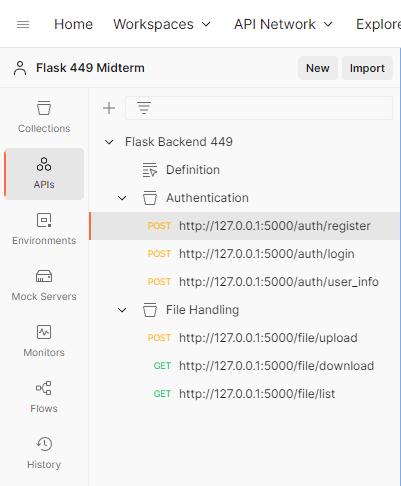 Home Workspaces API Network Explore
Flask 449 Midterm New Import
Collections
APIs
Environments
Mock Servers
Monitors
Flows
History
Flask Backend 449
Definition
Authentication
POST http://127.0.0.1:5000/auth/register
POST http://127.0.0.1:5000/auth/login
POST http://127.0.0.1:5000/auth/user_info
File Handling
POST http://127.0.0.1:5000/file/upload
GET http://127.0.0.1:5000/file/download
GET http://127.0.0.1:5000/file/list